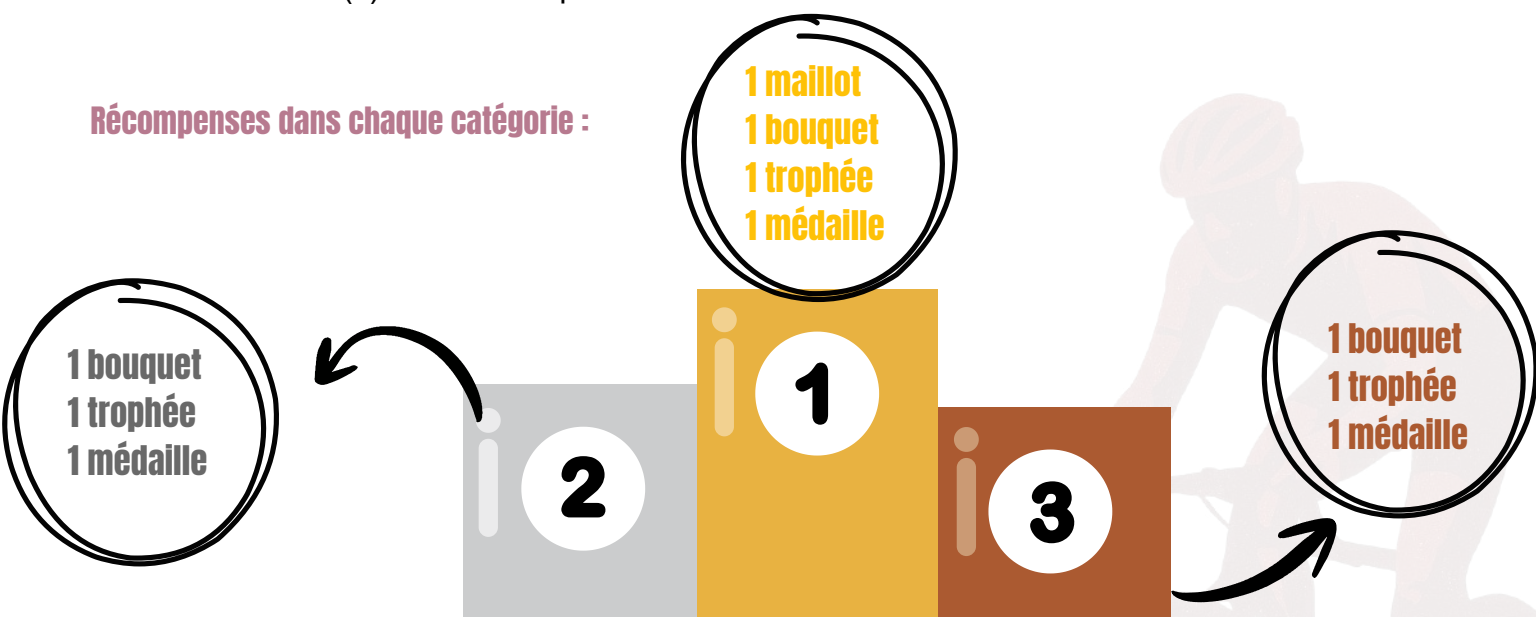 Récompenses dans chaque catégorie :
1 maillot
1 bouquet
1 trophée
1 médaille
1 bouquet
1 trophée
1 médaille
1 bouquet
1 trophée
1 médaille
1
2
3